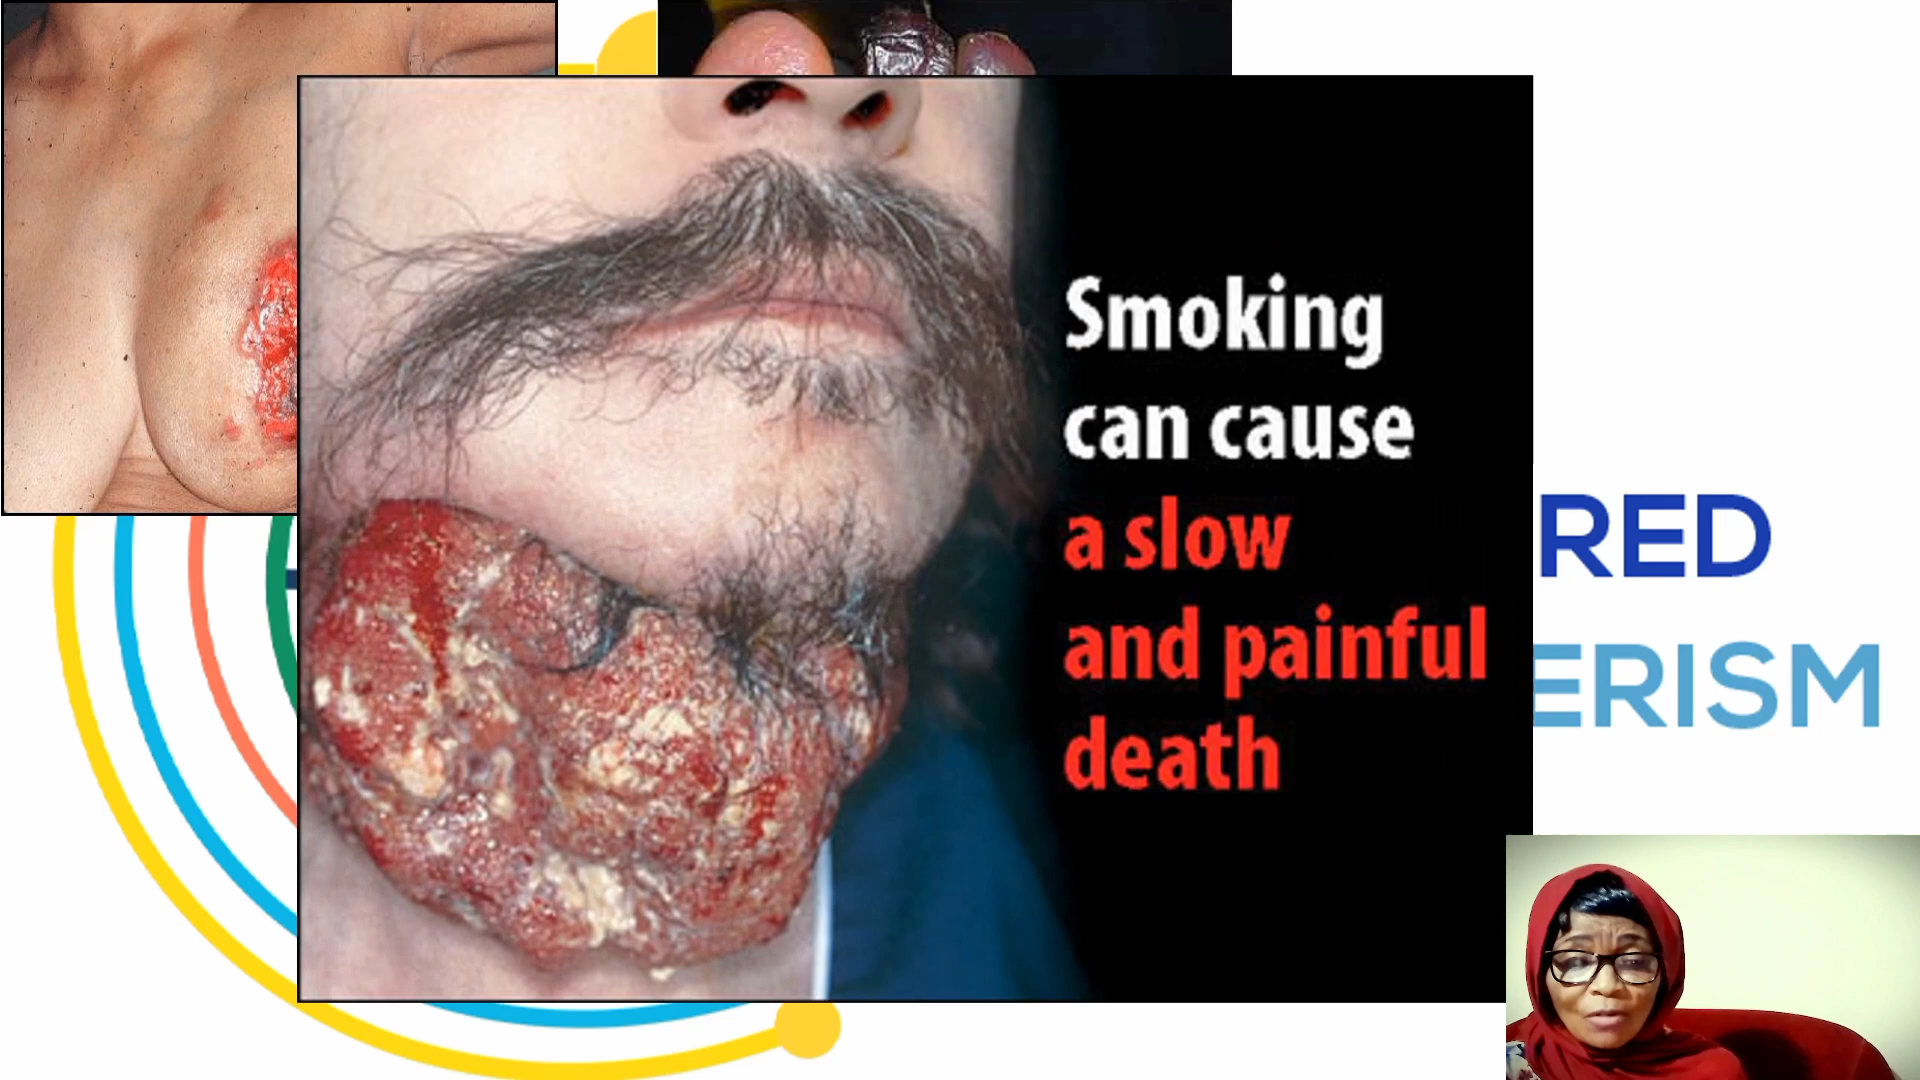 Smoking
can cause
a slow
and painful
death
RED
ERISM